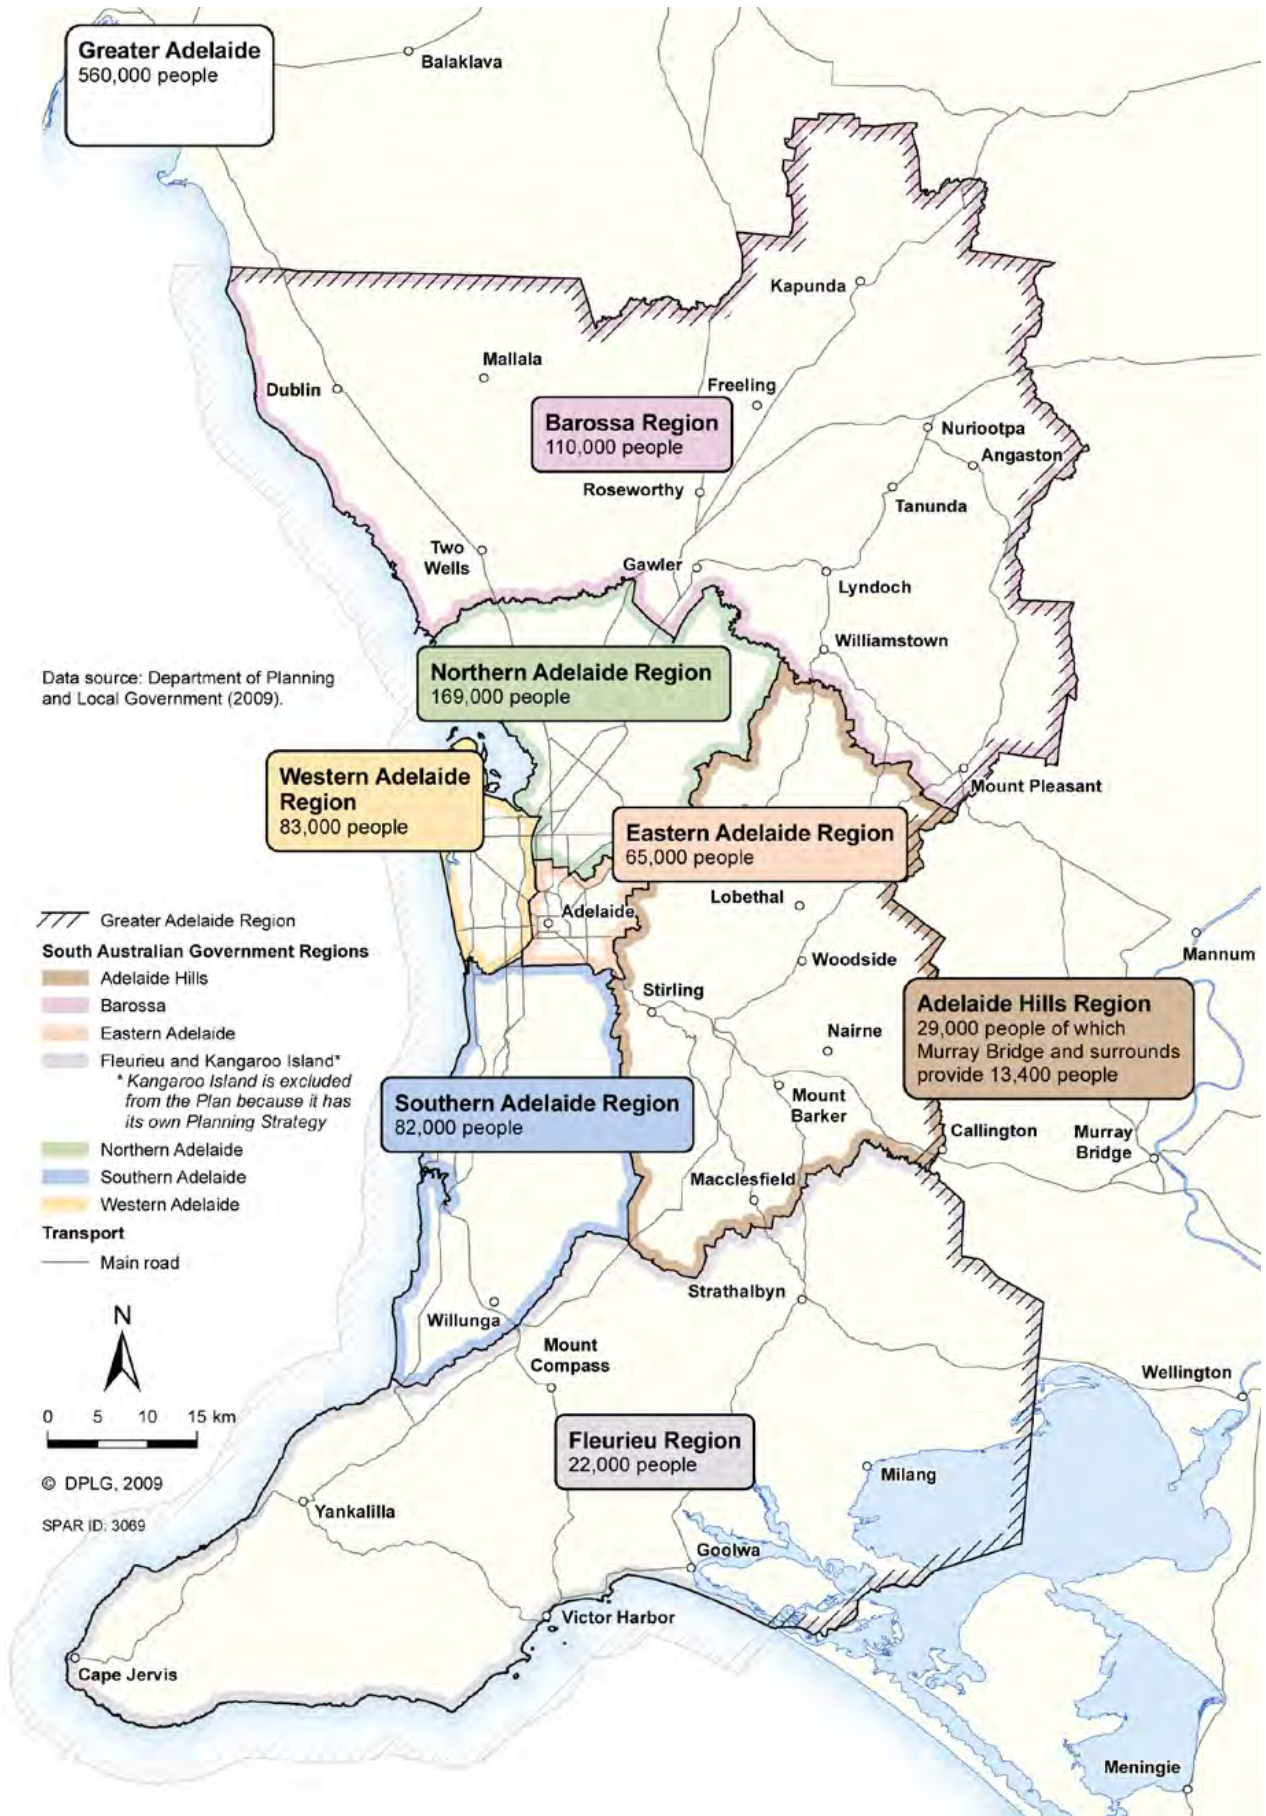 Greater Adelaide
560,000 people
Balaklava
Kapunda
Mallala
Dublin
Freeling
Barossa Region
110,000 people
Nuriootpa
Angaston
Roseworthy
Tanunda
Two
Wells
Gawler
Lyndoch
Williamstown
Data source: Department of Planning
and Local Government (2009).
Northern Adelaide Region
169,000 people
Western Adelaide
Region
83,000 people
Mount Pleasant
Eastern Adelaide Region
65,000 people
Lobethal
Adelaide
Mannum
Woodside
Stirling
Nairne
Adelaide Hills Region
29,000 people of which
Murray Bridge and surrounds
provide 13,400 people
Mount
Barker
Southern Adelaide Region
82,000 people
Callington
Murray
Bridge
Macclesfield
Strathalbyn
Willunga
Mount
Compass
Wellington
Fleurieu Region
22,000 people
Milang
Yankalilla
Goolwa
Victor Harbor
Cape Jervis
Meningie
Greater Adelaide Region
South Australian Government Regions
Adelaide Hills
Barossa
Eastern Adelaide
Fleurieu and Kangaroo Island*
* Kangaroo Island is excluded
from the Plan because it has
its own Planning Strategy
Northern Adelaide
Southern Adelaide
Western Adelaide
Transport
Main road
N
0 5 10 15 km
© DPLG, 2009
SPAR ID: 3069